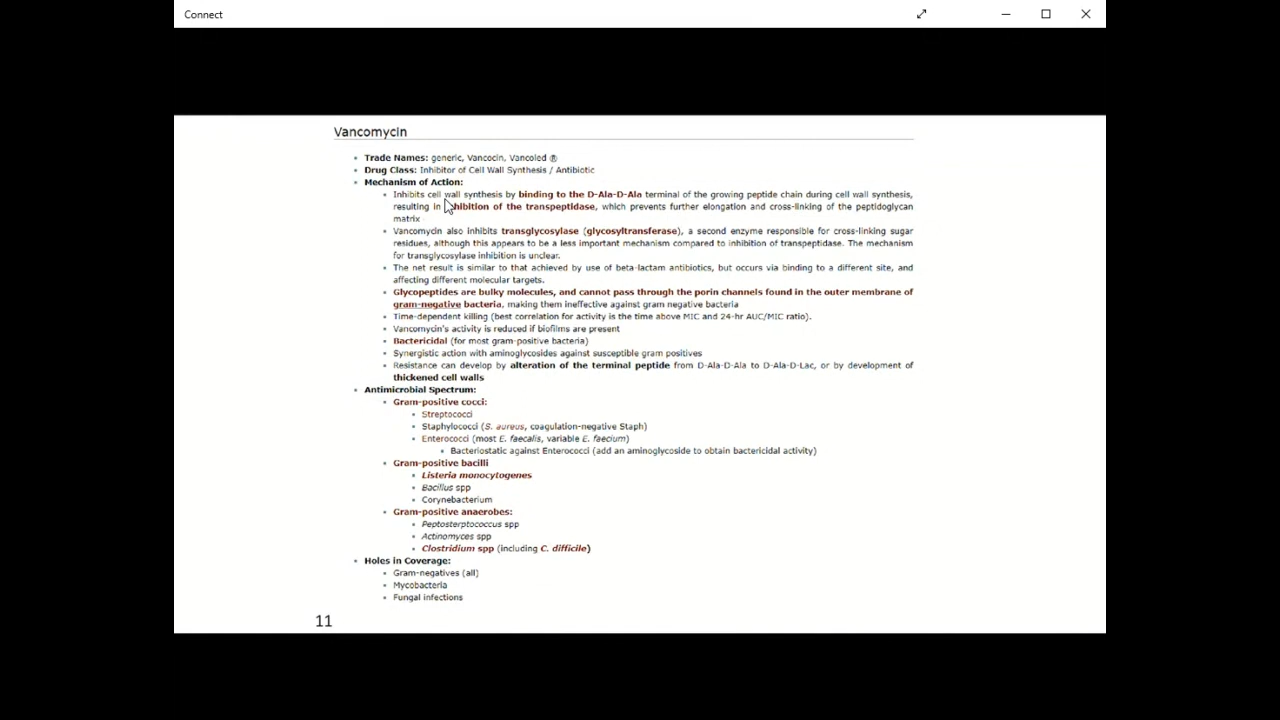 Connect
Vancomycin
Trade Names: generic, Vancocin, Vancoled ®
Drug Class: Inhibitor of Cell Wall Synthesis / Antibiotic
Mechanism of Action:
Inhibits cell wall synthesis by binding to the D-Ala-D-Ala terminal of the growing peptide chain during cell wall synthesis,
resulting in inhibition of the transpeptidase, which prevents further elongation and cross-linking of the peptidoglycan
matrix
Vancomycin also inhibits transglycosylase (glycosyltransferase), a second enzyme responsible for cross-linking sugar
residues, although this appears to be a less important mechanism compared to inhibition of transpeptidase. The mechanism
for transglycosylase inhibition is unclear.
The net result is similar to that achieved by use of beta-lactam antibiotics, but occurs via binding to a different site, and
affecting different molecular targets.
Glycopeptides are bulky molecules, and cannot pass through the porin channels found in the outer membrane of
gram-negative bacteria, making them ineffective against gram negative bacteria
Time-dependent killing (best correlation for activity is the time above MIC and 24-hr AUC/MIC ratio).
Vancomycin's activity is reduced if biofilms are present
Bactericidal (for most gram-positive bacteria)
Synergistic action with aminoglycosides against susceptible gram positives
Resistance can develop by alteration of the terminal peptide from D-Ala-D-Ala to D-Ala-D-Lac, or by development of
thickened cell walls
Antimicrobial Spectrum:
Gram-positive cocci:
Streptococci
Staphylococci (S. aureus, coagulation-negative Staph)
Enterococci (most E. faecalis, variable E. faecium)
Bacteriostatic against Enterococci (add an aminoglycoside to obtain bactericidal activity)
Gram-positive bacilli
Listeria monocytogenes
Bacillus spp
Corynebacterium
Gram-positive anaerobes:
Peptosterptococcus spp
Actinomyces spp
Clostridium spp (including C. difficile)
Holes in Coverage:
Gram-negatives (all)
Mycobacteria
Fungal infections
11